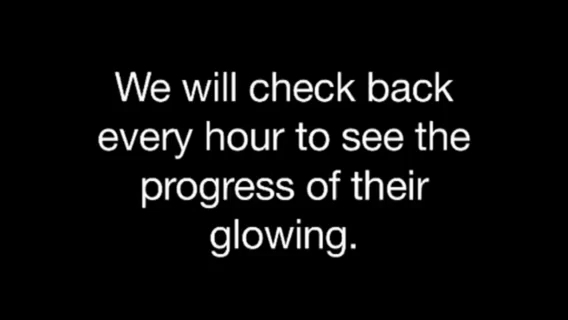 We will check back
every hour to see the
progress of their
glowing.